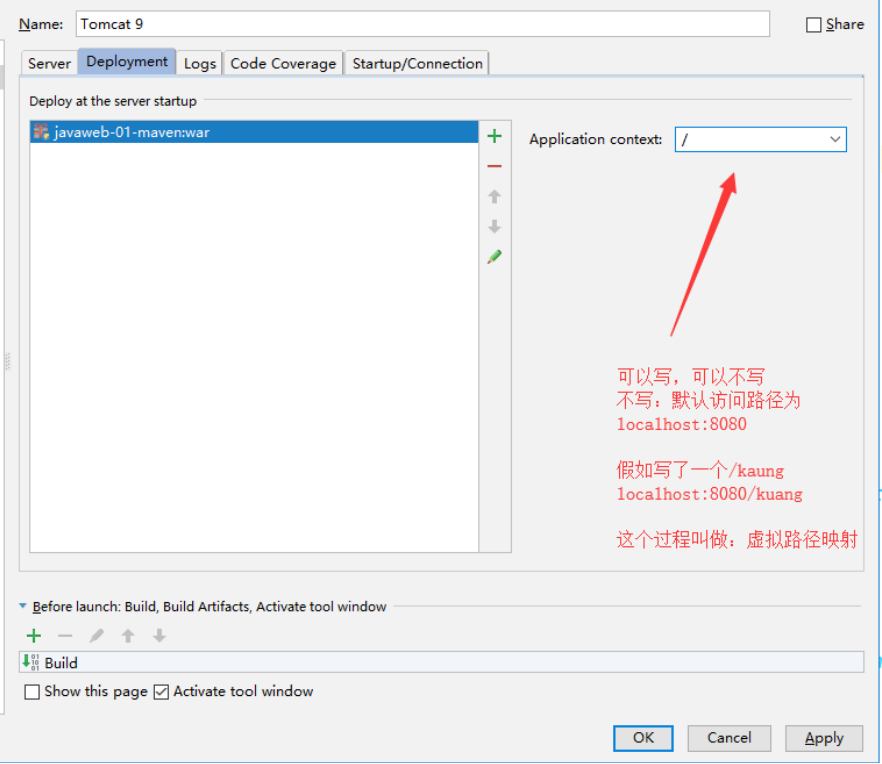 Name: Tomcat 9 Share
Server Deployment Logs Code Coverage Startup/Connection
Deploy at the server startup
javaweb-01-maven:war
Application context: /
可以写，可以不写
不写：默认访问路径为
localhost:8080
假如写了一个/kaung
localhost:8080/kuang
这个过程叫做：虚拟路径映射
Before launch: Build, Build Artifacts, Activate tool window
Build
Show this page Activate tool window
OK Cancel Apply